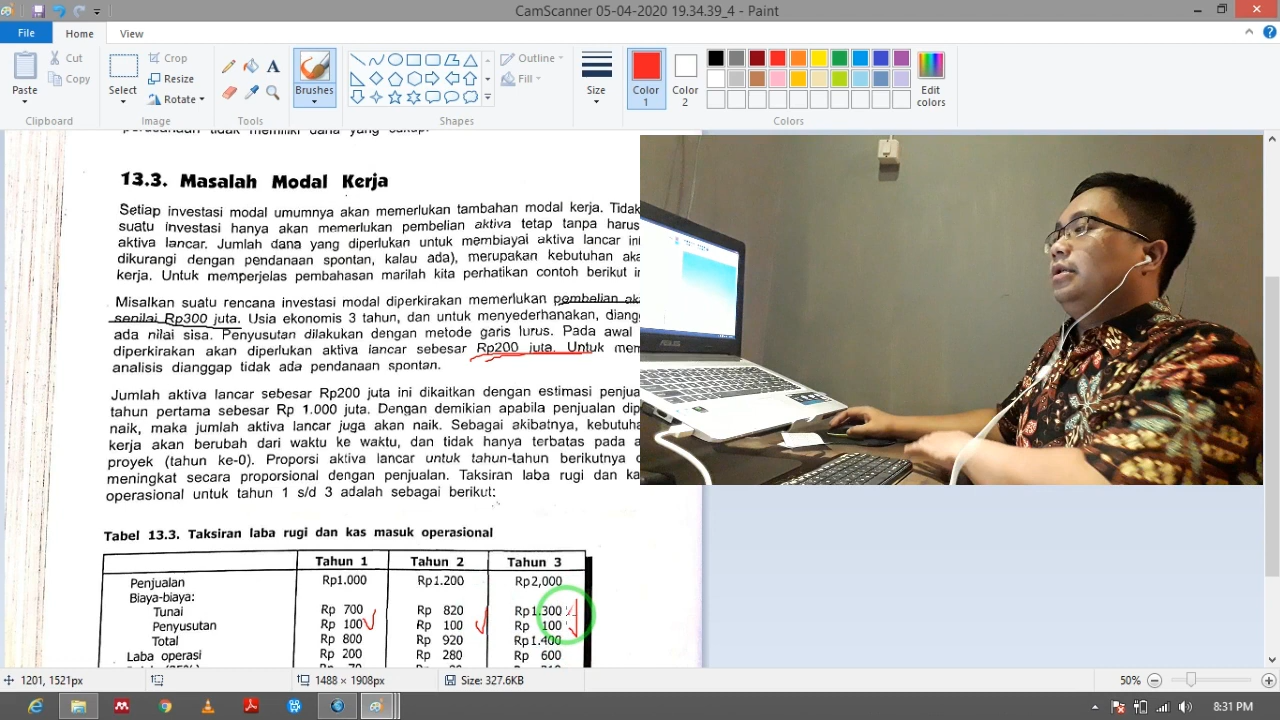 CamScanner 05-04-2020 19.34.39_4 - Paint
File Home View
Paste Cut Copy Clipboard
Select Crop Resize Rotate Image
Tools
Brushes
Outline Fill Shapes
Size
Color 1 Color 2 Edit colors Colors
perusahaan tidak memiliki dana yang cukup.
13.3. Masalah Modal Kerja
Setiap investasi modal umumnya akan memerlukan tambahan modal kerja. Tidak
suatu investasi hanya akan memerlukan pembelian aktiva tetap tanpa harus
aktiva lancar. Jumlah dana yang diperlukan untuk membiayai aktiva lancar ini
dikurangi dengan pendanaan spontan, kalau ada), merupakan kebutuhan aka
kerja. Untuk memperjelas pembahasan marilah kita perhatikan contoh berikut in
Misalkan suatu rencana investasi modal diperkirakan memerlukan pembelian ak
senilai Rp300 juta. Usia ekonomis 3 tahun, dan untuk menyederhanakan, diang
ada nilai sisa. Penyusutan dilakukan dengan metode garis lurus. Pada awal
diperkirakan akan diperlukan aktiva lancar sebesar Rp200 juta. Untuk mem
analisis dianggap tidak ada pendanaan spontan.
Jumlah aktiva lancar sebesar Rp200 juta ini dikaitkan dengan estimasi penjua
tahun pertama sebesar Rp 1.000 juta. Dengan demikian apabila penjualan dip
naik, maka jumlah aktiva lancar juga akan naik. Sebagai akibatnya, kebutuha
kerja akan berubah dari waktu ke waktu, dan tidak hanya terbatas pada a
proyek (tahun ke-0). Proporsi aktiva lancar untuk tahun-tahun berikutnya
meningkat secara proporsional dengan penjualan. Taksiran laba rugi dan ka
operasional untuk tahun 1 s/d 3 adalah sebagai berikut:
Tabel 13.3. Taksiran laba rugi dan kas masuk operasional
Tahun 1 Tahun 2 Tahun 3
Penjualan Rp1.000 Rp1.200 Rp2,000
Biaya-biaya:
Tunai Rp 700 Rp 820 Rp1.300
Penyusutan Rp 100 Rp 100 Rp 100
Total Rp 800 Rp 920 Rp1.400
Laba operasi Rp 200 Rp 280 Rp 600
ASUS
1201, 1521px 1488 × 1908px Size: 327.6KB 50%
8:31 PM